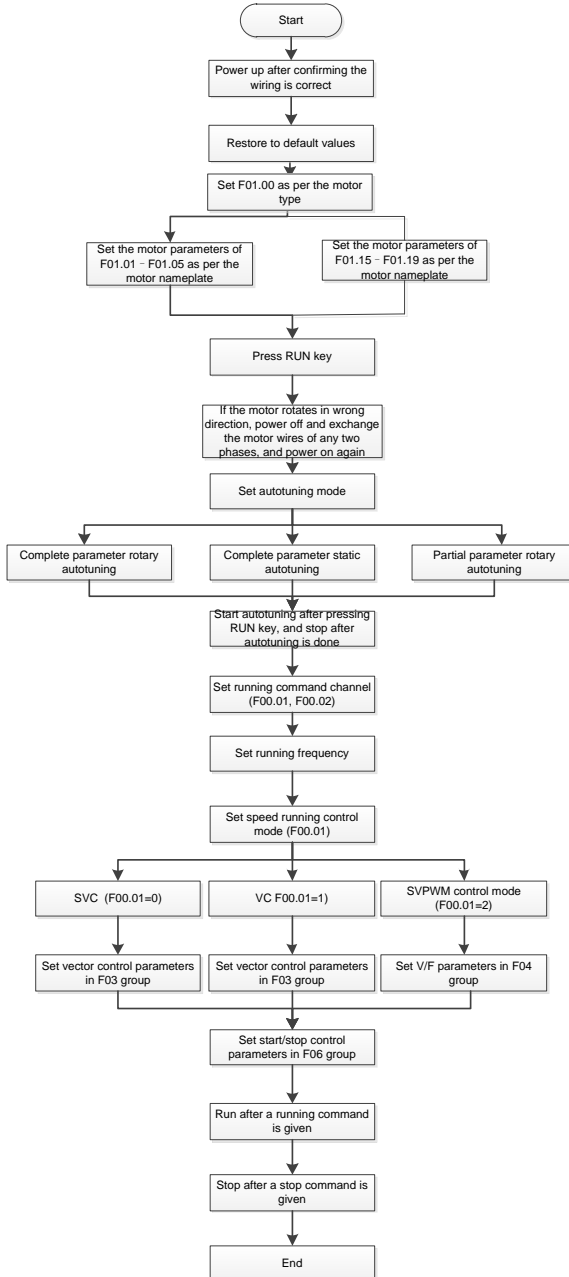 Start
Power up after confirming the
wiring is correct
Restore to default values
Set F01.00 as per the motor
type
Set the motor parameters of
F01.01﹣F01.05 as per the
motor nameplate
Set the motor parameters of
F01.15﹣F01.19 as per the
motor nameplate
Press RUN key
If the motor rotates in wrong
direction, power off and exchange
the motor wires of any two
phases, and power on again
Set autotuning mode
Complete parameter rotary
autotuning
Complete parameter static
autotuning
Partial parameter rotary
autotuning
Start autotuning after pressing
RUN key, and stop after
autotuning is done
Set running command channel
(F00.01, F00.02)
Set running frequency
Set speed running control
mode (F00.01)
SVC (F00.01=0)
VC F00.01=1)
SVPWM control mode
(F00.01=2)
Set vector control parameters
in F03 group
Set vector control parameters
in F03 group
Set V/F parameters in F04
group
Set start/stop control
parameters in F06 group
Run after a running command
is given
Stop after a stop command is
given
End